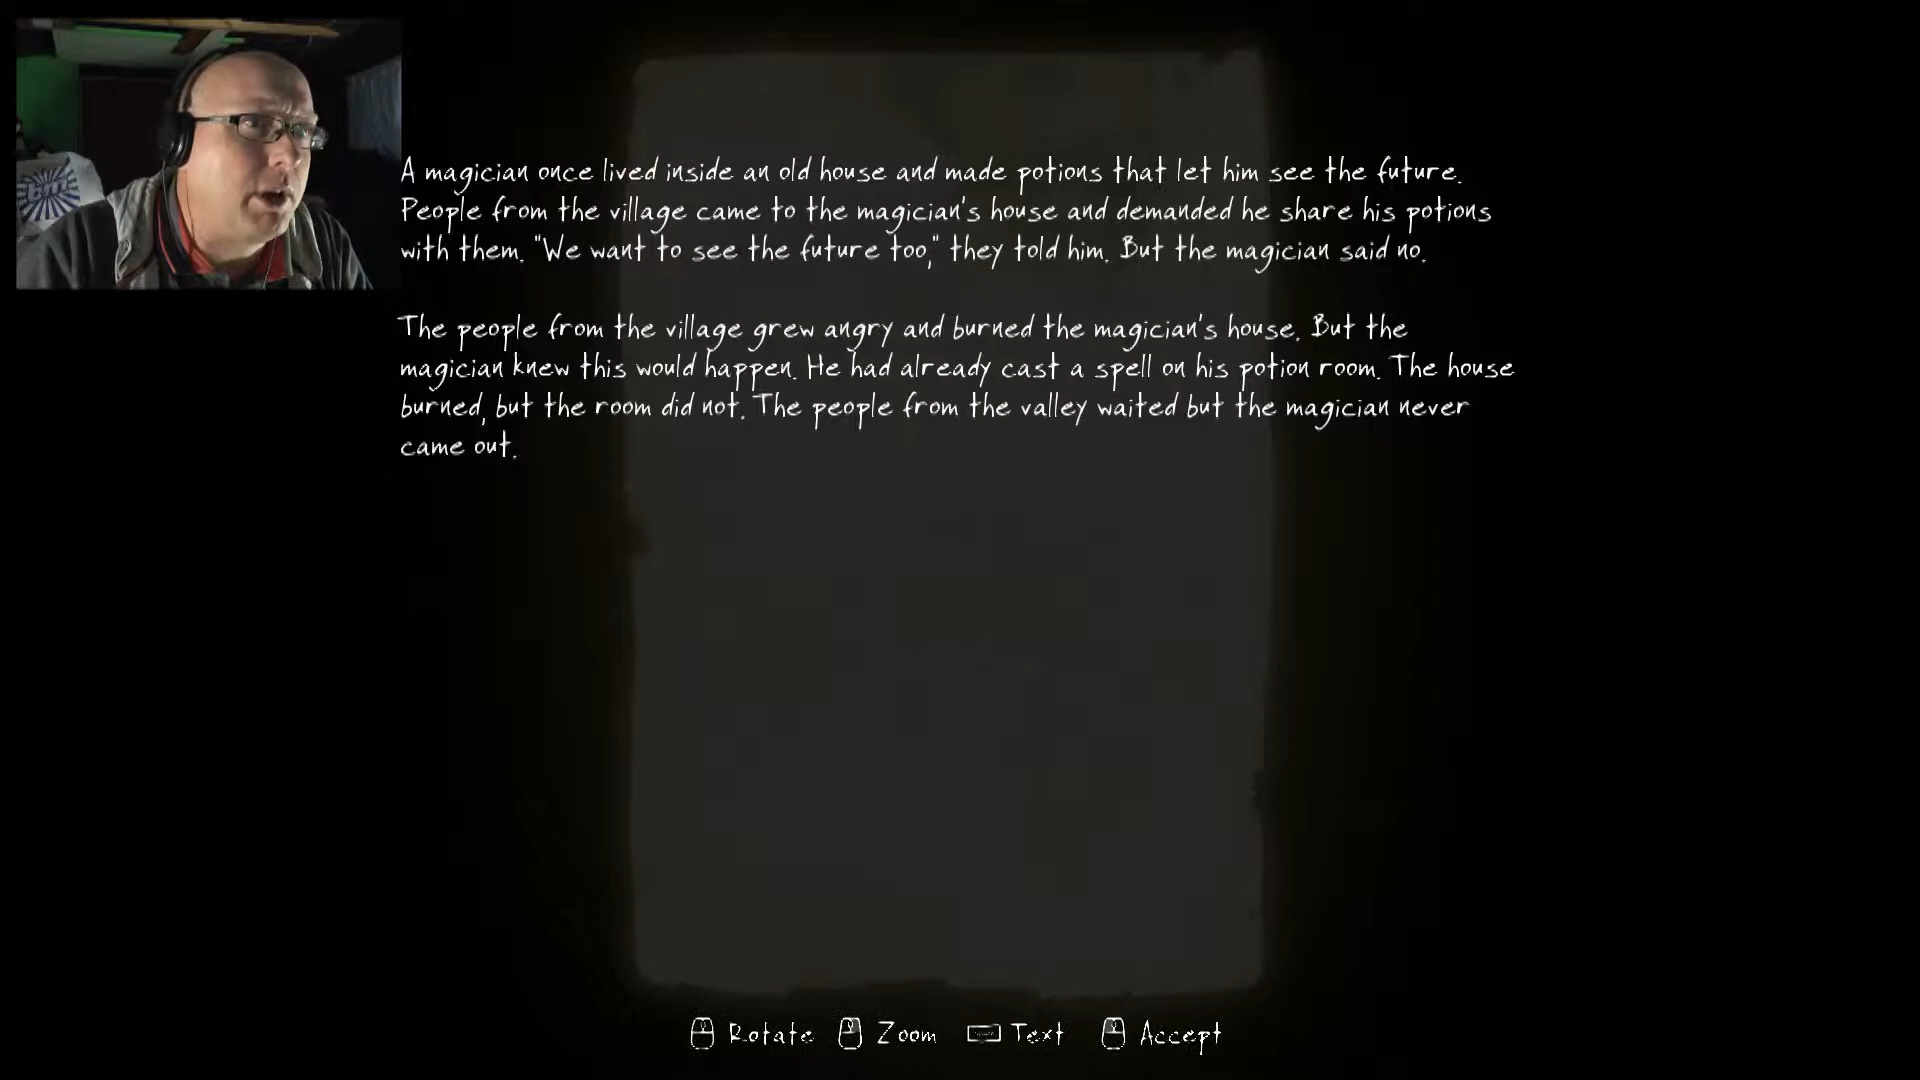 A magician once lived inside an old house and made potions that let him see the future.
People from the village came to the magician's house and demanded he share his potions
with them. "We want to see the future too," they told him. But the magician said no.
The people from the village grew angry and burned the magician's house. But the
magician knew this would happen. He had already cast a spell on his potion room. The house
burned, but the room did not. The people from the valley waited but the magician never
came out.
Rotate Zoom Text Accept